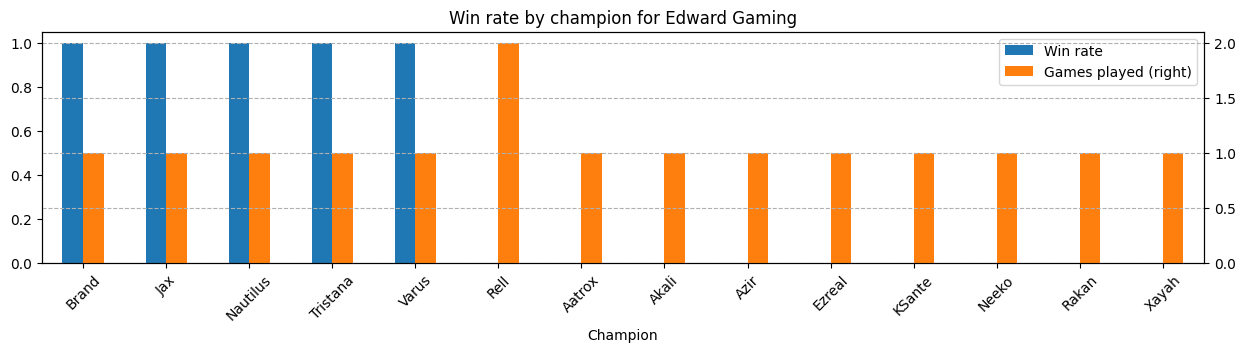 Win rate by champion for Edward Gaming
Win rate
Games played (right)
1.0
0.8
0.6
0.4
0.2
0.0
2.0
1.5
1.0
0.5
0.0
Brand
Jax
Nautilus
Tristana
Varus
Rell
Aatrox
Akali
Azir
Ezreal
KSante
Neeko
Rakan
Xayah
Champion